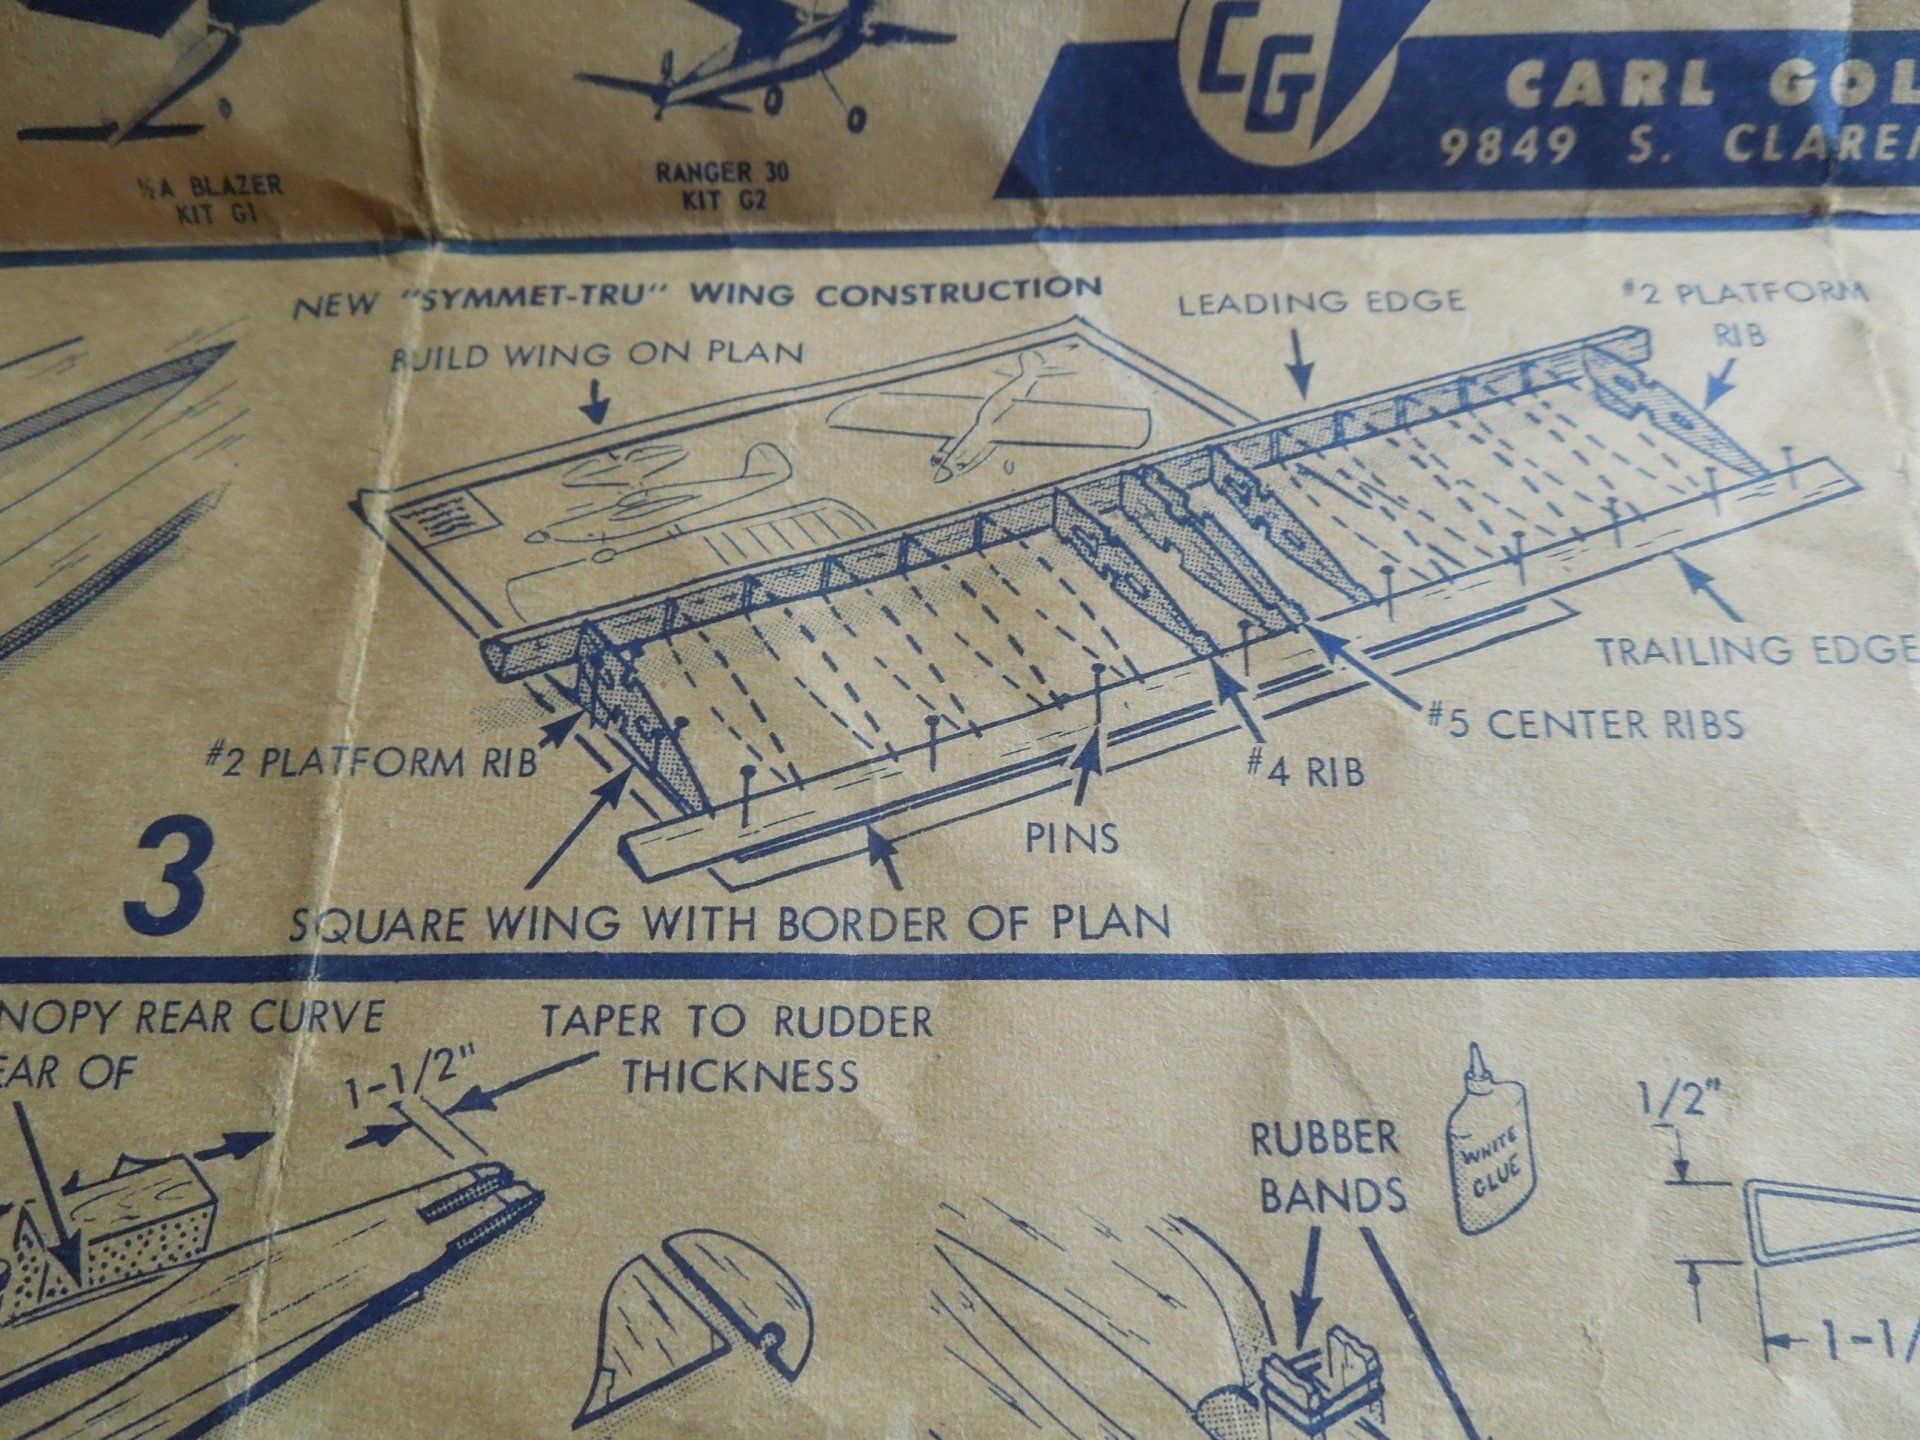 CG
CARL GOL
9849 S. CLAREM
½A BLAZER
KIT G1
RANGER 30
KIT G2
NEW "SYMMET-TRU" WING CONSTRUCTION
BUILD WING ON PLAN
LEADING EDGE
#2 PLATFORM
RIB
TRAILING EDGE
#5 CENTER RIBS
#4 RIB
#2 PLATFORM RIB
PINS
3
SQUARE WING WITH BORDER OF PLAN
NOPY REAR CURVE
EAR OF
1-1/2"
TAPER TO RUDDER
THICKNESS
RUBBER
BANDS
WHITE
GLUE
1/2"
1-1/